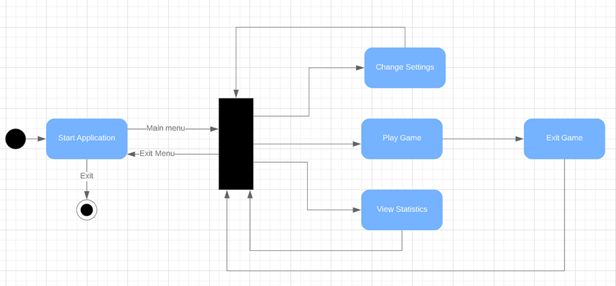 Change Settings
Start Application
Main menu
Exit Menu
Play Game
Exit Game
Exit
View Statistics